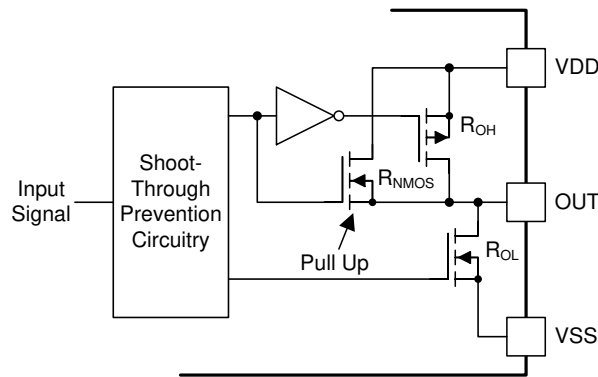 VDD
R_OH
Shoot-
Through
Prevention
Circuitry
Input
Signal
R_NMOS
OUT
Pull Up
R_OL
VSS